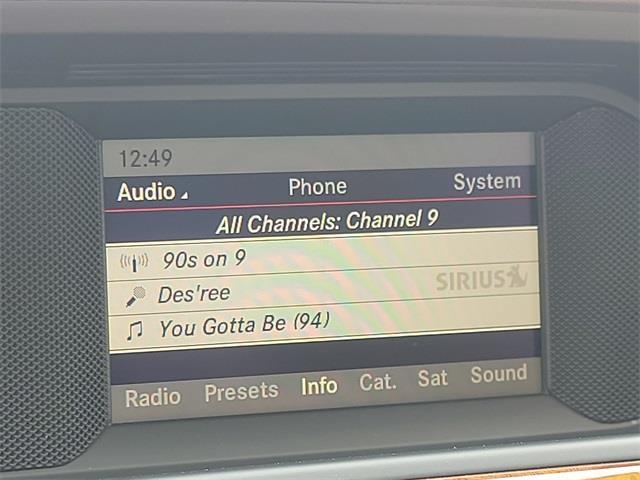 12:49
Audio Phone System
All Channels: Channel 9
90s on 9
SIRIUS
Des'ree
You Gotta Be (94)
Radio Presets Info Cat. Sat Sound